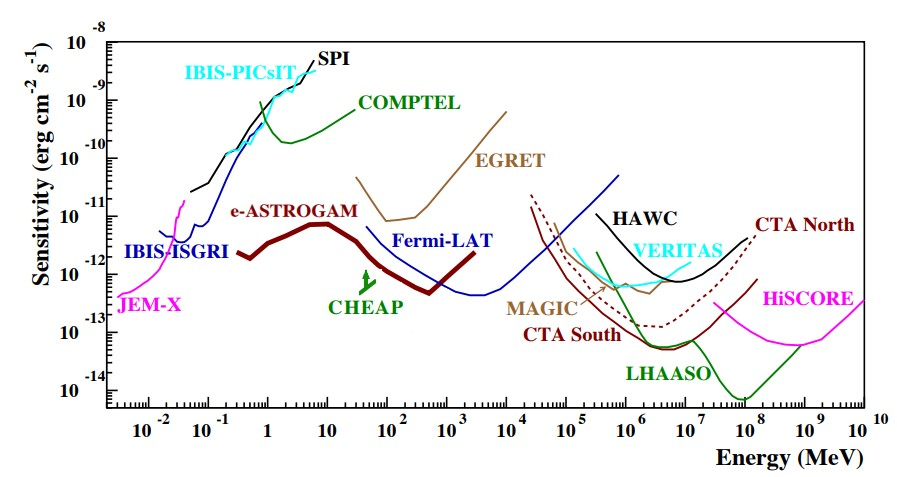 Sensitivity (erg cm-2 s-1)
10 -8
10 -9
10 -10
10 -11
10 -12
10 -13
10 -14
IBIS-PICsIT
SPI
COMPTEL
EGRET
e-ASTROGAM
IBIS-ISGRI
Fermi-LAT
HAWC
CTA North
VERITAS
JEM-X
CHEAP
MAGIC
HiSCORE
CTA South
LHAASO
10 -2 10 -1 1 10 10 2 10 3 10 4 10 5 10 6 10 7 10 8 10 9 10 10
Energy (MeV)